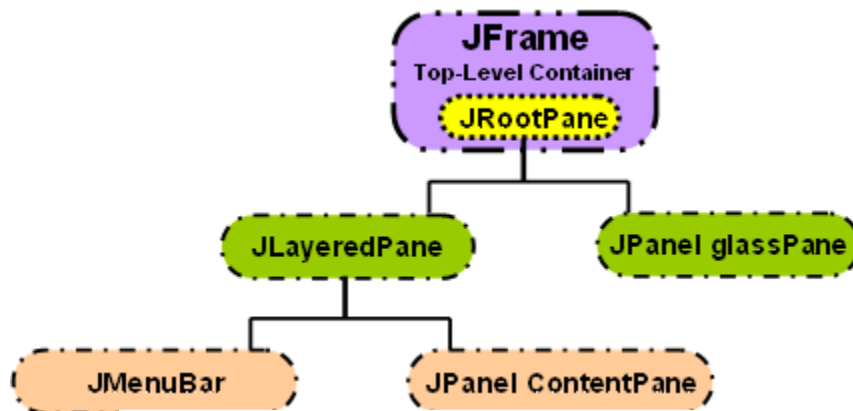 JFrame
Top-Level Container
JRootPane
JLayeredPane
JPanel glassPane
JMenuBar
JPanel ContentPane